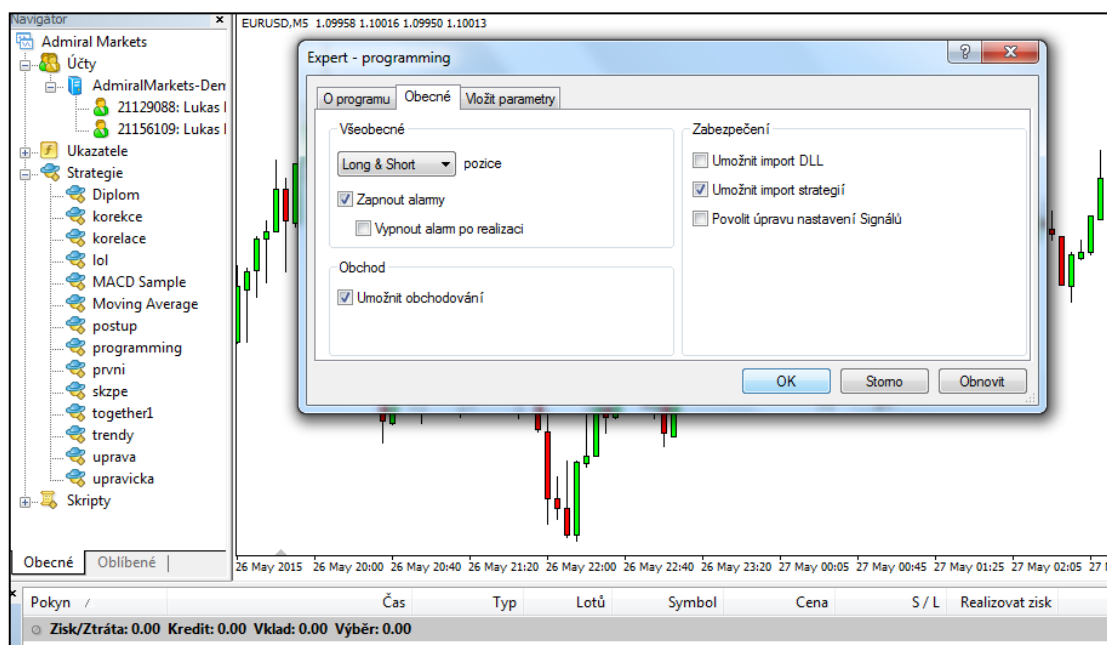 Navigátor
EURUSD,M5 1.09958 1.10016 1.09950 1.10013
Admiral Markets
Účty
AdmiralMarkets-Den
21129088: Lukas
21156109: Lukas
Ukazatele
Strategie
Diplom
korekce
korelace
lol
MACD Sample
Moving Average
postup
programming
prvni
skzpe
together1
trendy
uprava
upravicka
Skripty
Obecné Oblíbené
Expert - programming
O programu Obecné Vložit parametry
Všeobecné
Long & Short pozice
Zapnout alarmy
Vypnout alarm po realizaci
Obchod
Umožnit obchodování
Zabezpečení
Umožnit import DLL
Umožnit import strategií
Povolit úpravu nastavení Signálů
OK Storno Obnovit
26 May 2015 26 May 20:00 26 May 20:40 26 May 21:20 26 May 22:00 26 May 22:40 26 May 23:20 27 May 00:05 27 May 00:45 27 May 01:25 27 May 02:05 27
Pokyn / Čas Typ Lotů Symbol Cena S / L Realizovat zisk
Zisk/Ztráta: 0.00 Kredit: 0.00 Vklad: 0.00 Výběr: 0.00